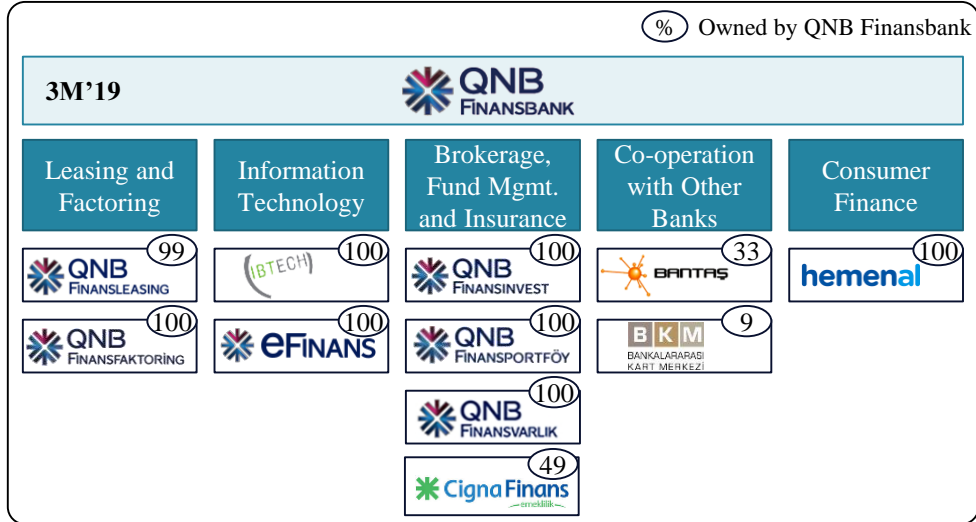 % Owned by QNB Finansbank
3M’19
QNB
FINANSBANK
Leasing and
Factoring
Information
Technology
Brokerage,
Fund Mgmt.
and Insurance
Co-operation
with Other
Banks
Consumer
Finance
99
QNB
FINANSLEASING
100
QNB
FINANSFAKTORİNG
100
IBTECH
100
eFINANS
100
QNB
FINANSINVEST
100
QNB
FINANSPORTFÖY
100
QNB
FINANSVARLIK
49
CignaFinans
emeklilik
33
BANTAŞ
9
BKM
BANKALARARASI
KART MERKEZİ
100
hemenal